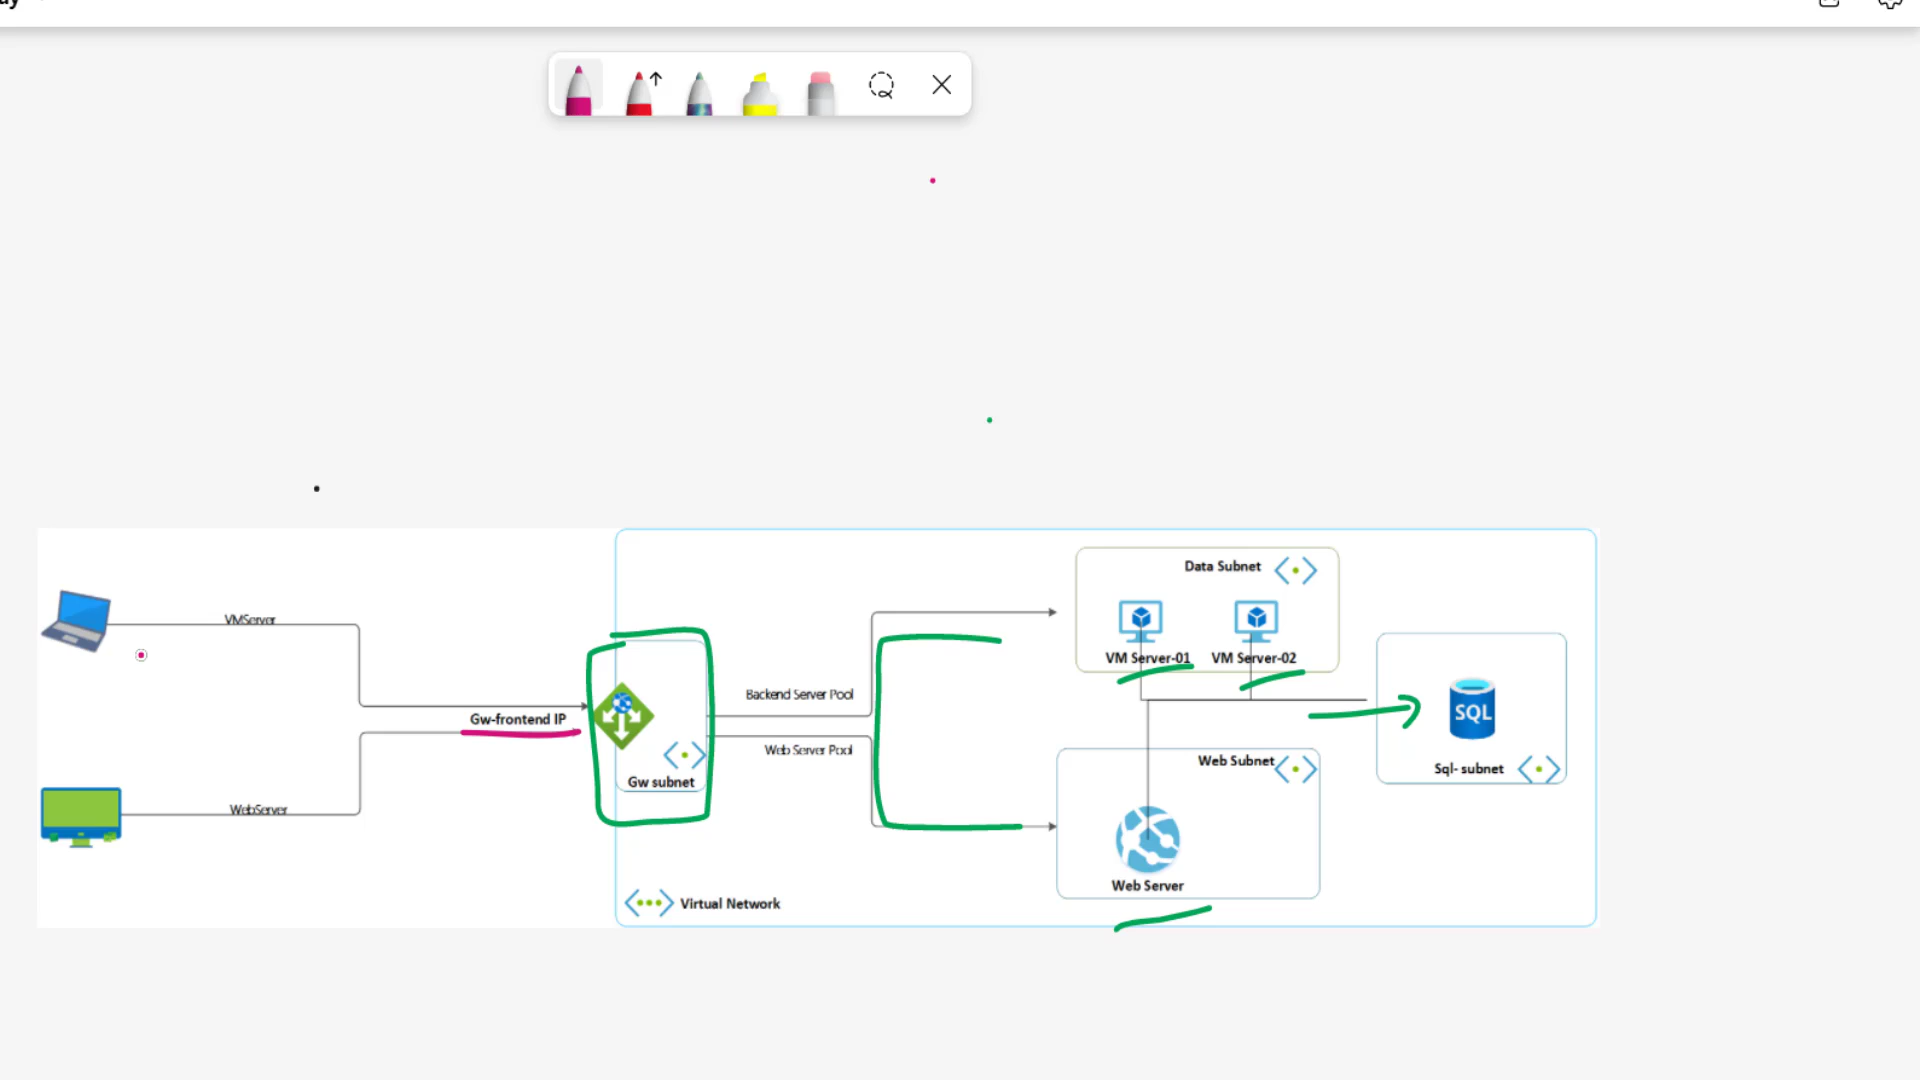 Data Subnet
VMServer
VM Server-01
VM Server-02
Backend Server Pool
Gw-frontend IP
SQL
Web Server Pool
Web Subnet
Sql- subnet
Gw subnet
WebServer
Web Server
Virtual Network